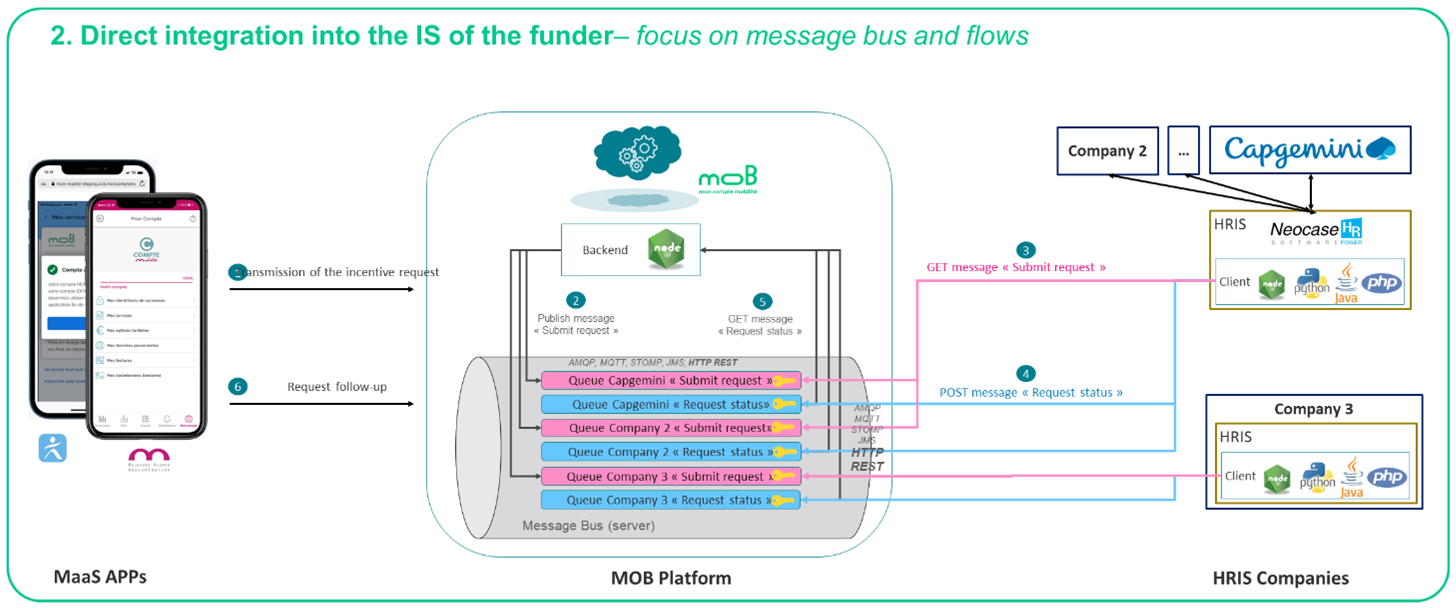 2. Direct integration into the IS of the funder– focus on message bus and flows
moB
mon compte mobilité
Company 2
...
Capgemini
HRIS
Neocase HR
SOFTWARE POWER
Client
node
python
Java
php
Backend
node
Mon Compte
COMPTE
mobilité
Mes identifiants de connexion
Mes services
Mes options tarifaires
Mes données personnelles
Mes factures
Mes coordonnées bancaires
moB
1
Transmission of the incentive request
3
GET message « Submit request »
2
Publish message
« Submit request »
5
GET message
« Request status »
AMQP, MQTT, STOMP, JMS, HTTP REST
Queue Capgemini « Submit request »
Queue Capgemini « Request status»
Queue Company 2 « Submit request»
Queue Company 2 « Request status »
Queue Company 3 « Submit request »
Queue Company 3 « Request status »
Message Bus (server)
AMQP
MQTT
STOMP
JMS
HTTP
REST
6
Request follow-up
4
POST message « Request status »
Company 3
HRIS
Client
node
python
Java
php
MULHOUSE ALSACE
AGGLOMÉRATION
MaaS APPs
MOB Platform
HRIS Companies